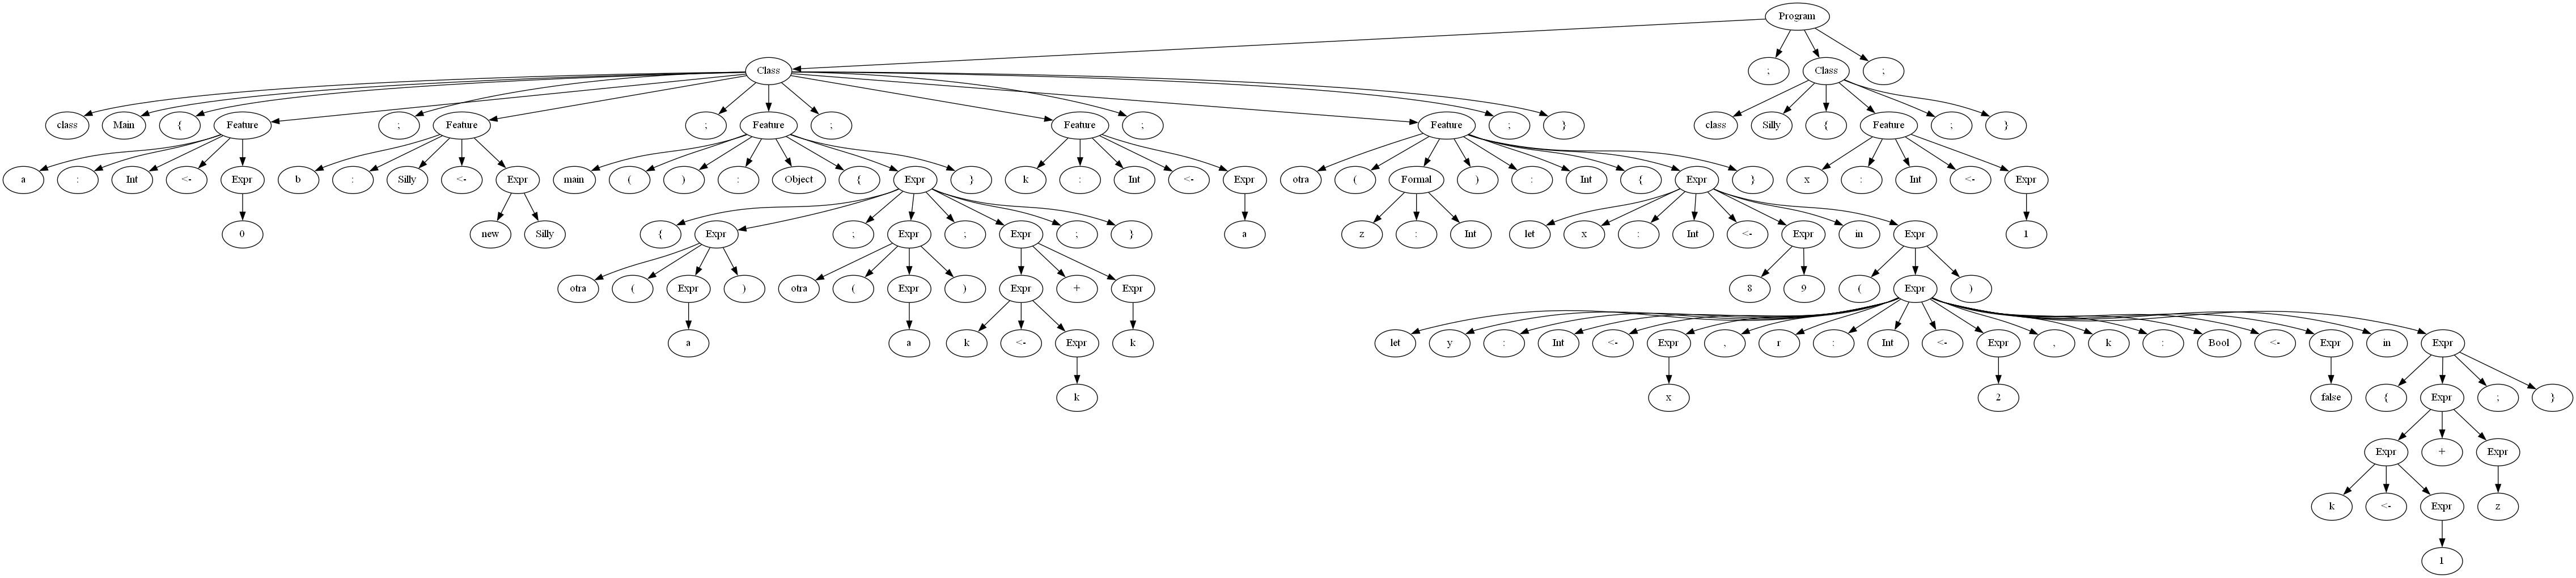 Program
Class ; Class ;
class Main { Feature ; Feature ; Feature ; Feature ; Feature ; } class Silly { Feature ; }
a : Int <- Expr b : Silly <- Expr main ( ) : Object { Expr } k : Int <- Expr otra ( Formal ) : Int { Expr } x : Int <- Expr
0 new Silly { Expr ; Expr ; Expr ; } a z : Int let x : Int <- Expr in Expr 1
otra ( Expr ) otra ( Expr ) Expr + Expr 8 9 ( Expr )
a a k <- Expr k let y : Int <- Expr , r : Int <- Expr , k : Bool <- Expr in Expr
k x 2 false { Expr ; }
Expr + Expr
k <- Expr z
1